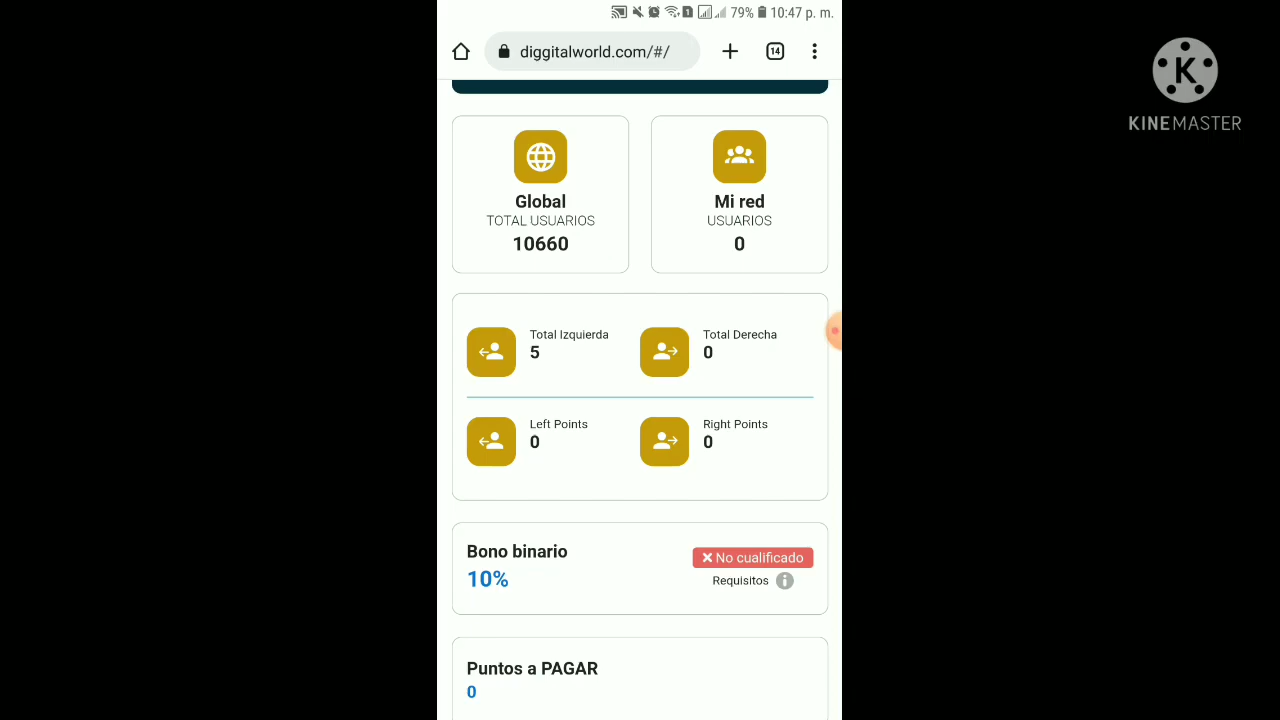 1 79% 10:47 p. m.
diggitalworld.com/#/ 14
K
KINEMASTER
Global
TOTAL USUARIOS
10660
Mi red
USUARIOS
0
Total Izquierda
5
Total Derecha
0
Left Points
0
Right Points
0
Bono binario
10%
No cualificado
Requisitos
Puntos a PAGAR
0